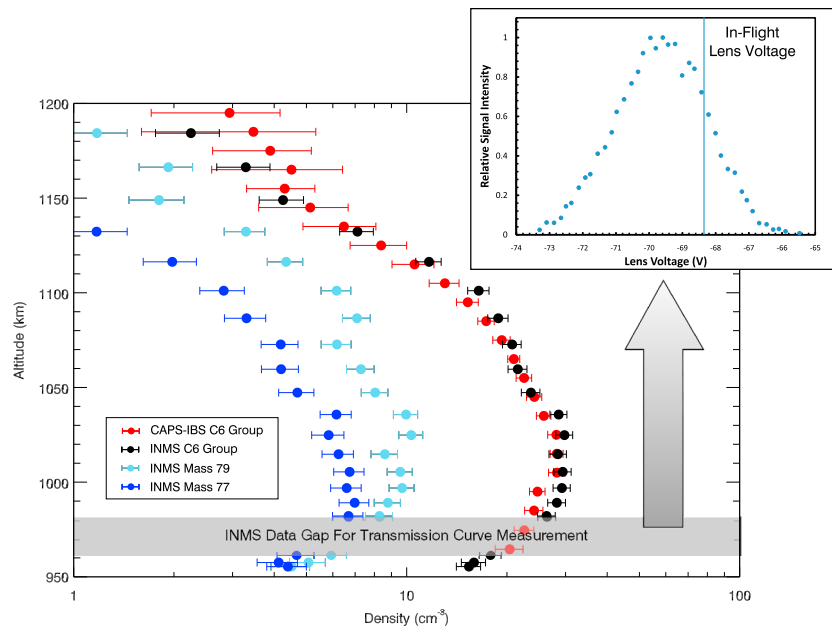 In-Flight
Lens Voltage
Relative Signal Intensity
1
0.8
0.6
0.4
0.2
0
-74
-73
-72
-71
-70
-69
-68
-67
-66
-65
Lens Voltage (V)
1200
1150
1100
1050
1000
950
Altitude (km)
CAPS-IBS C6 Group
INMS C6 Group
INMS Mass 79
INMS Mass 77
INMS Data Gap For Transmission Curve Measurement
1
10
100
Density (cm⁻³)